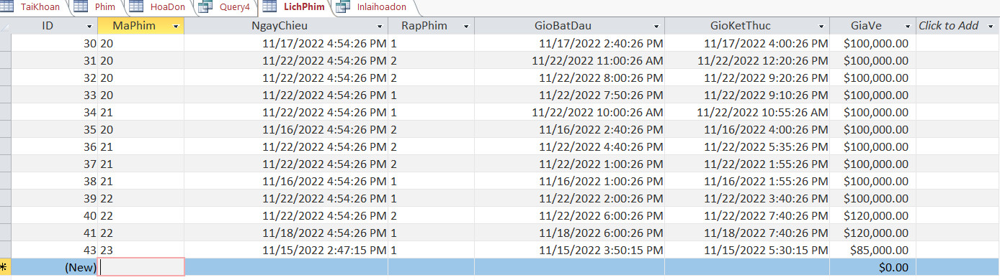 TaiKhoan Phim HoaDon Query4 LichPhim Inlaihoadon
ID MaPhim NgayChieu RapPhim GioBatDau GioKetThuc GiaVe Click to Add
30 20 11/17/2022 4:54:26 PM 1 11/17/2022 2:40:26 PM 11/17/2022 4:00:26 PM $100,000.00
31 20 11/22/2022 4:54:26 PM 2 11/22/2022 11:00:26 AM 11/22/2022 12:20:26 PM $100,000.00
32 20 11/22/2022 4:54:26 PM 2 11/22/2022 8:00:26 PM 11/22/2022 9:20:26 PM $100,000.00
33 20 11/22/2022 4:54:26 PM 1 11/22/2022 7:50:26 PM 11/22/2022 9:10:26 PM $100,000.00
34 21 11/22/2022 4:54:26 PM 1 11/22/2022 10:00:26 AM 11/22/2022 10:55:26 AM $100,000.00
35 20 11/16/2022 4:54:26 PM 2 11/16/2022 2:40:26 PM 11/16/2022 4:00:26 PM $100,000.00
36 21 11/22/2022 4:54:26 PM 2 11/22/2022 4:40:26 PM 11/22/2022 5:35:26 PM $100,000.00
37 21 11/22/2022 4:54:26 PM 2 11/22/2022 1:00:26 PM 11/22/2022 1:55:26 PM $100,000.00
38 21 11/16/2022 4:54:26 PM 1 11/16/2022 1:00:26 PM 11/16/2022 1:55:26 PM $100,000.00
39 22 11/22/2022 4:54:26 PM 1 11/22/2022 2:00:26 PM 11/22/2022 3:40:26 PM $100,000.00
40 22 11/22/2022 4:54:26 PM 2 11/22/2022 6:00:26 PM 11/22/2022 7:40:26 PM $120,000.00
41 22 11/18/2022 4:54:26 PM 1 11/18/2022 6:00:26 PM 11/18/2022 7:40:26 PM $120,000.00
43 23 11/15/2022 2:47:15 PM 1 11/15/2022 3:50:15 PM 11/15/2022 5:30:15 PM $85,000.00
(New) $0.00